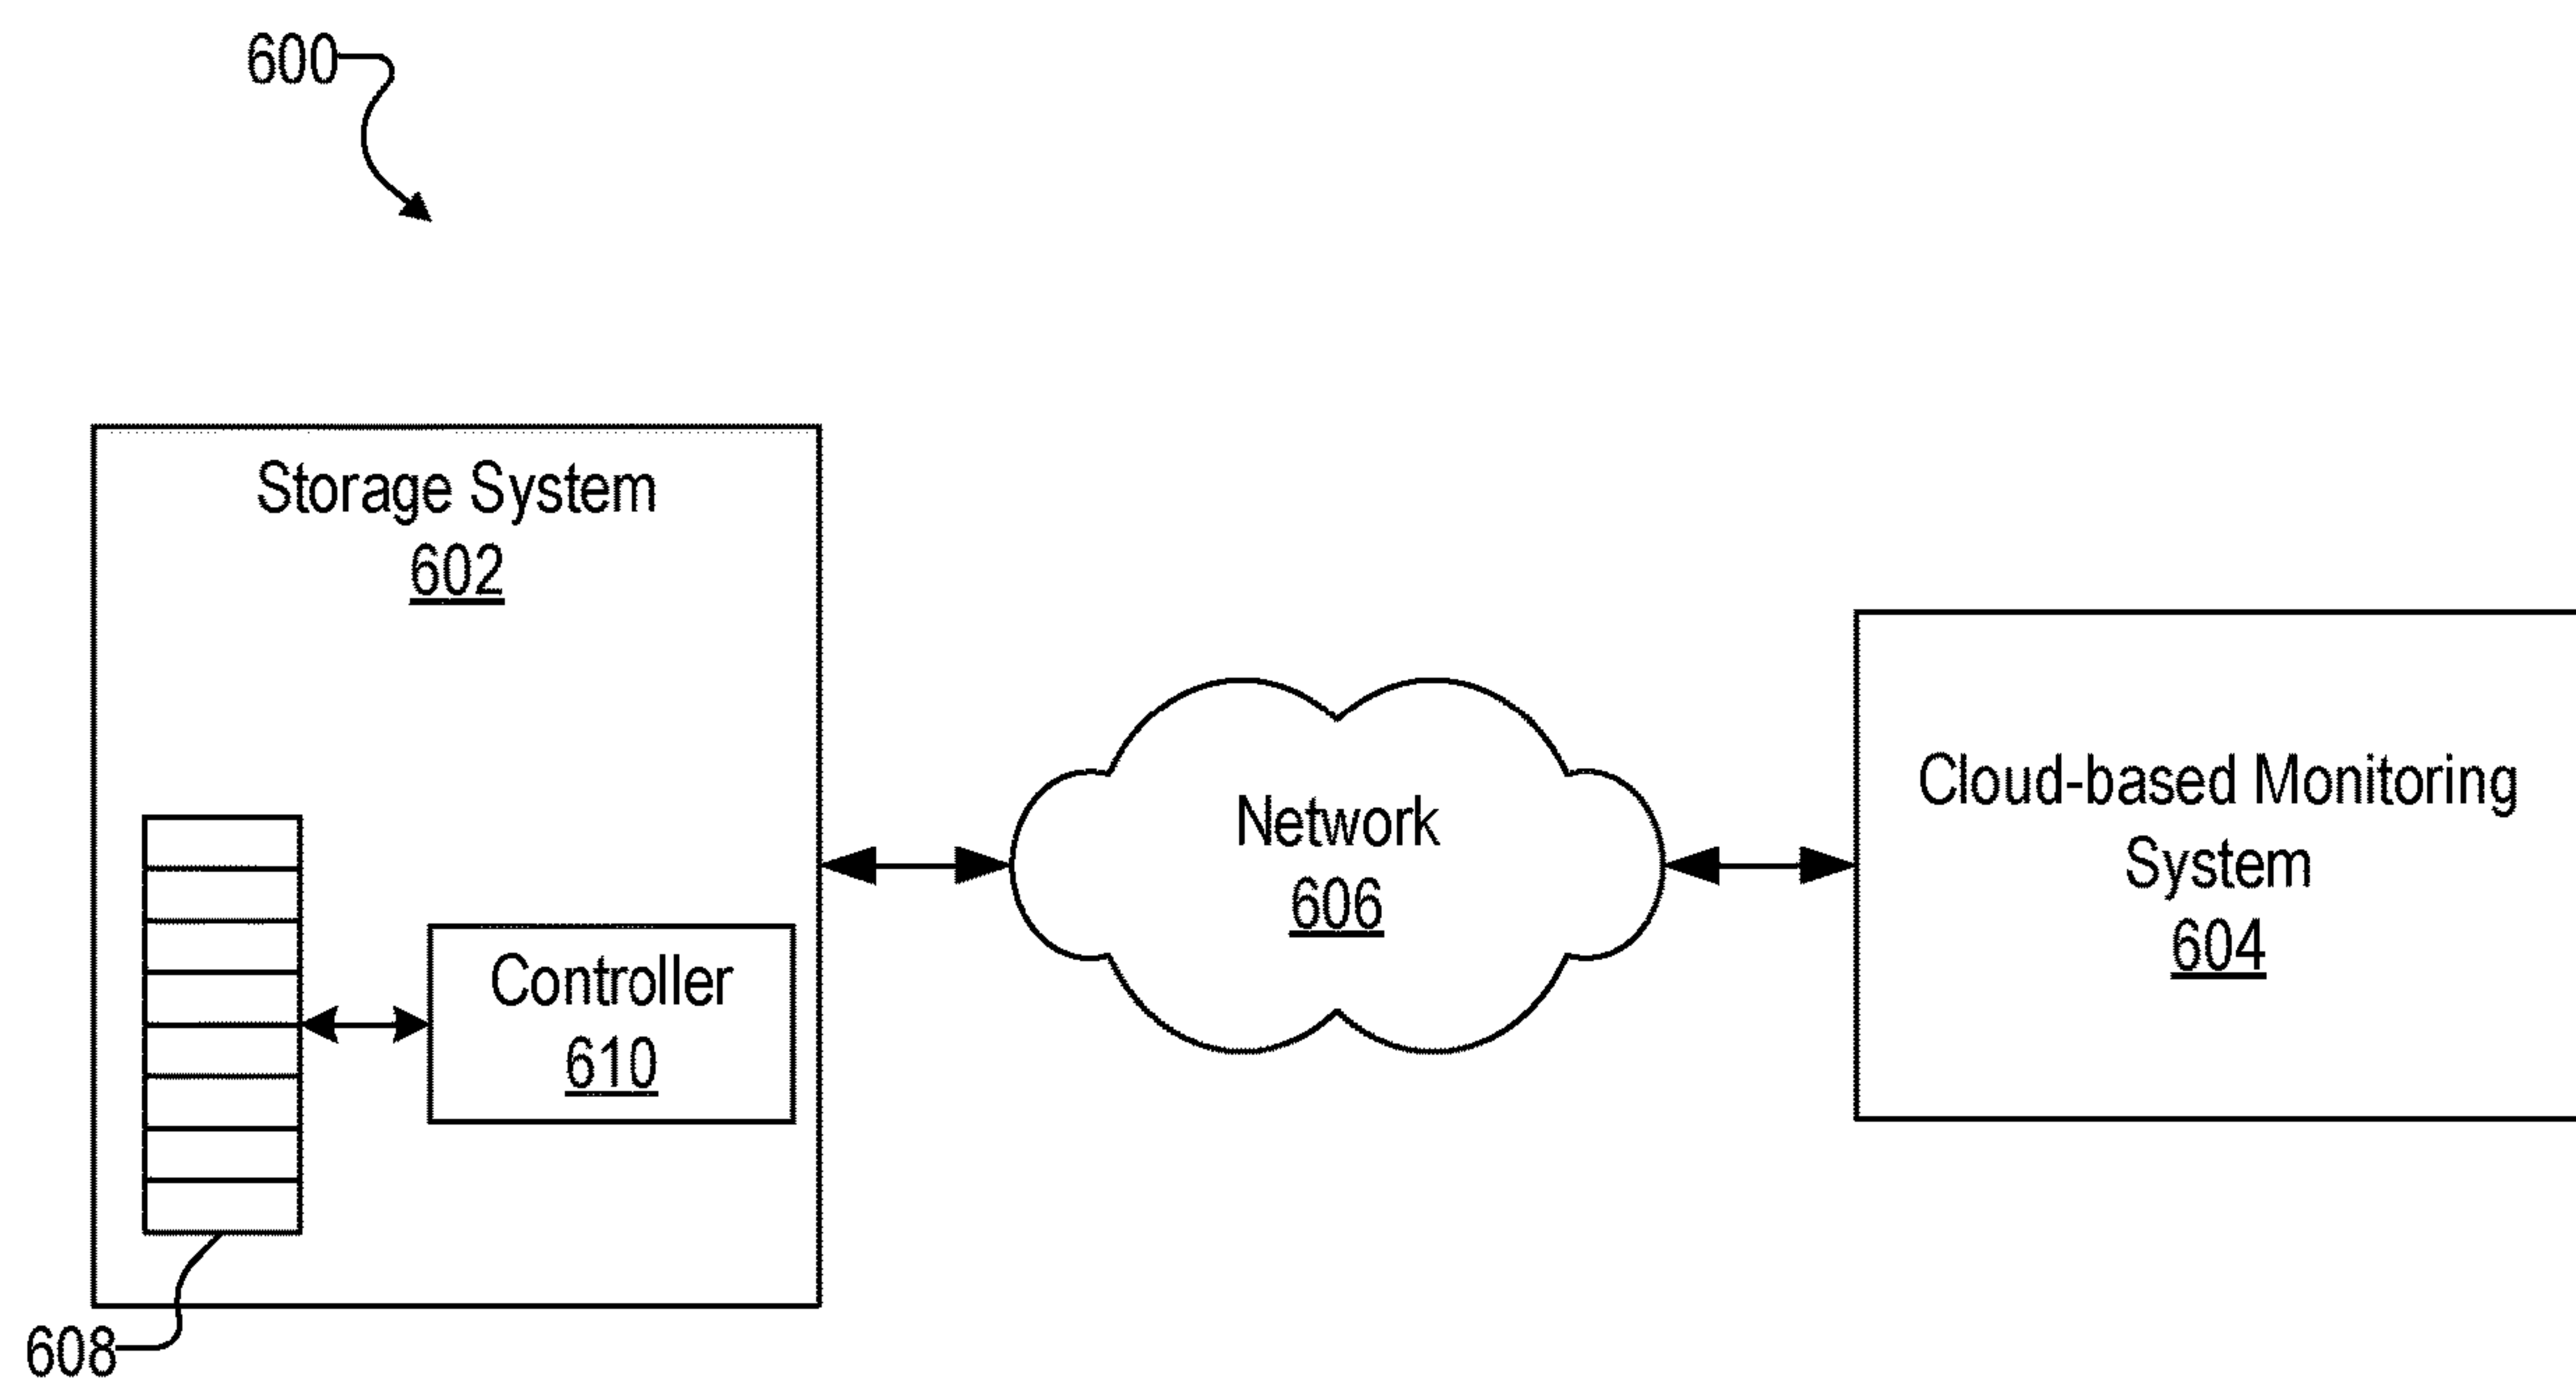 600
Storage System
602
Network
606
Cloud-based Monitoring
System
604
Controller
610
608